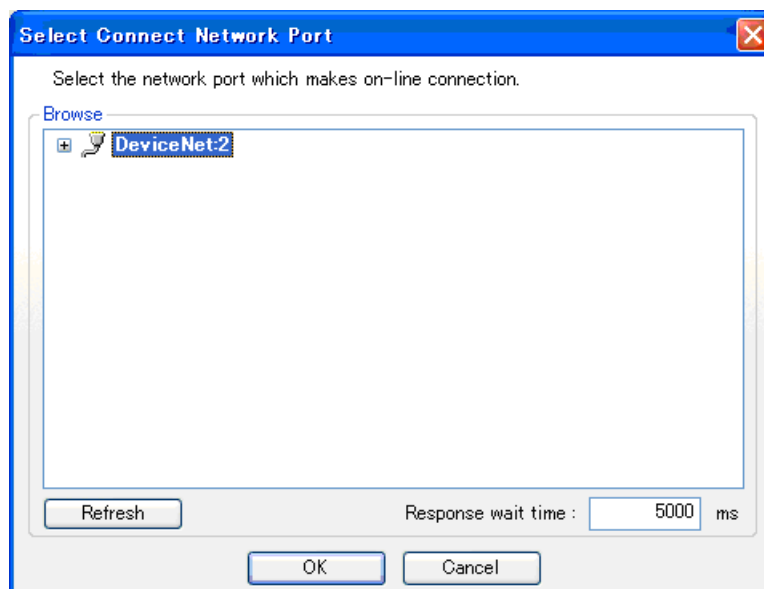 Select Connect Network Port
Select the network port which makes on-line connection.
Browse
DeviceNet:2
Refresh
Response wait time :
5000
ms
OK
Cancel